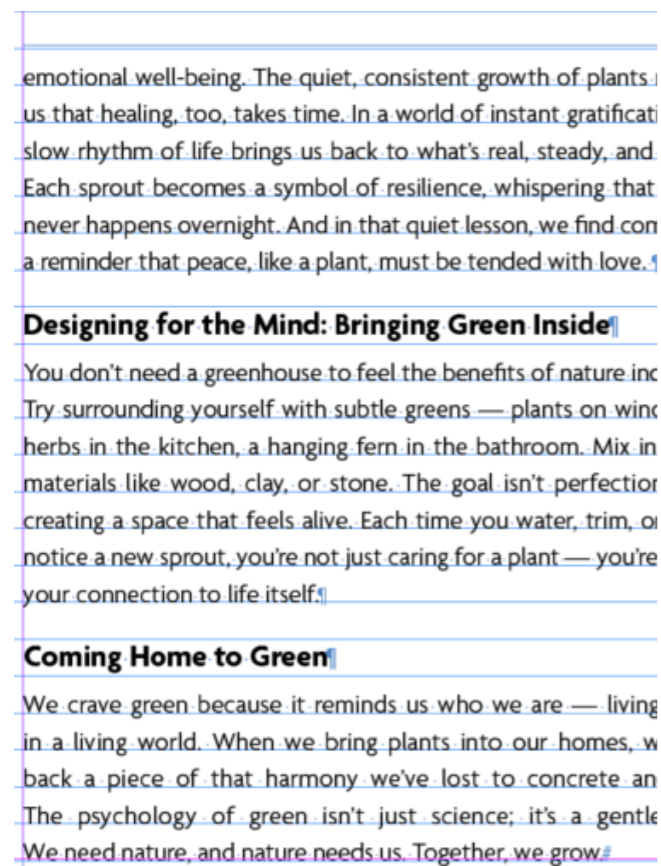 emotional well-being. The quiet, consistent growth of plants
us that healing, too, takes time. In a world of instant
slow rhythm of life brings us back to what's real, steady, and
Each sprout becomes a symbol of resilience, whispering that
never happens overnight. And in that quiet lesson, we find
a reminder that peace, like a plant, must be tended with love.
Designing for the Mind: Bringing Green Inside
You don't need a greenhouse to feel the benefits of nature
Try surrounding yourself with subtle greens — plants on
herbs in the kitchen, a hanging fern in the bathroom. Mix in
materials like wood, clay, or stone. The goal isn't
creating a space that feels alive. Each time you water, trim,
notice a new sprout, you're not just caring for a plant — you're
your connection to life itself.
Coming Home to Green
We crave green because it reminds us who we are — living
in a living world. When we bring plants into our homes,
back a piece of that harmony we've lost to concrete
The psychology of green isn't just science; it's a
We need nature, and nature needs us. Together, we grow.